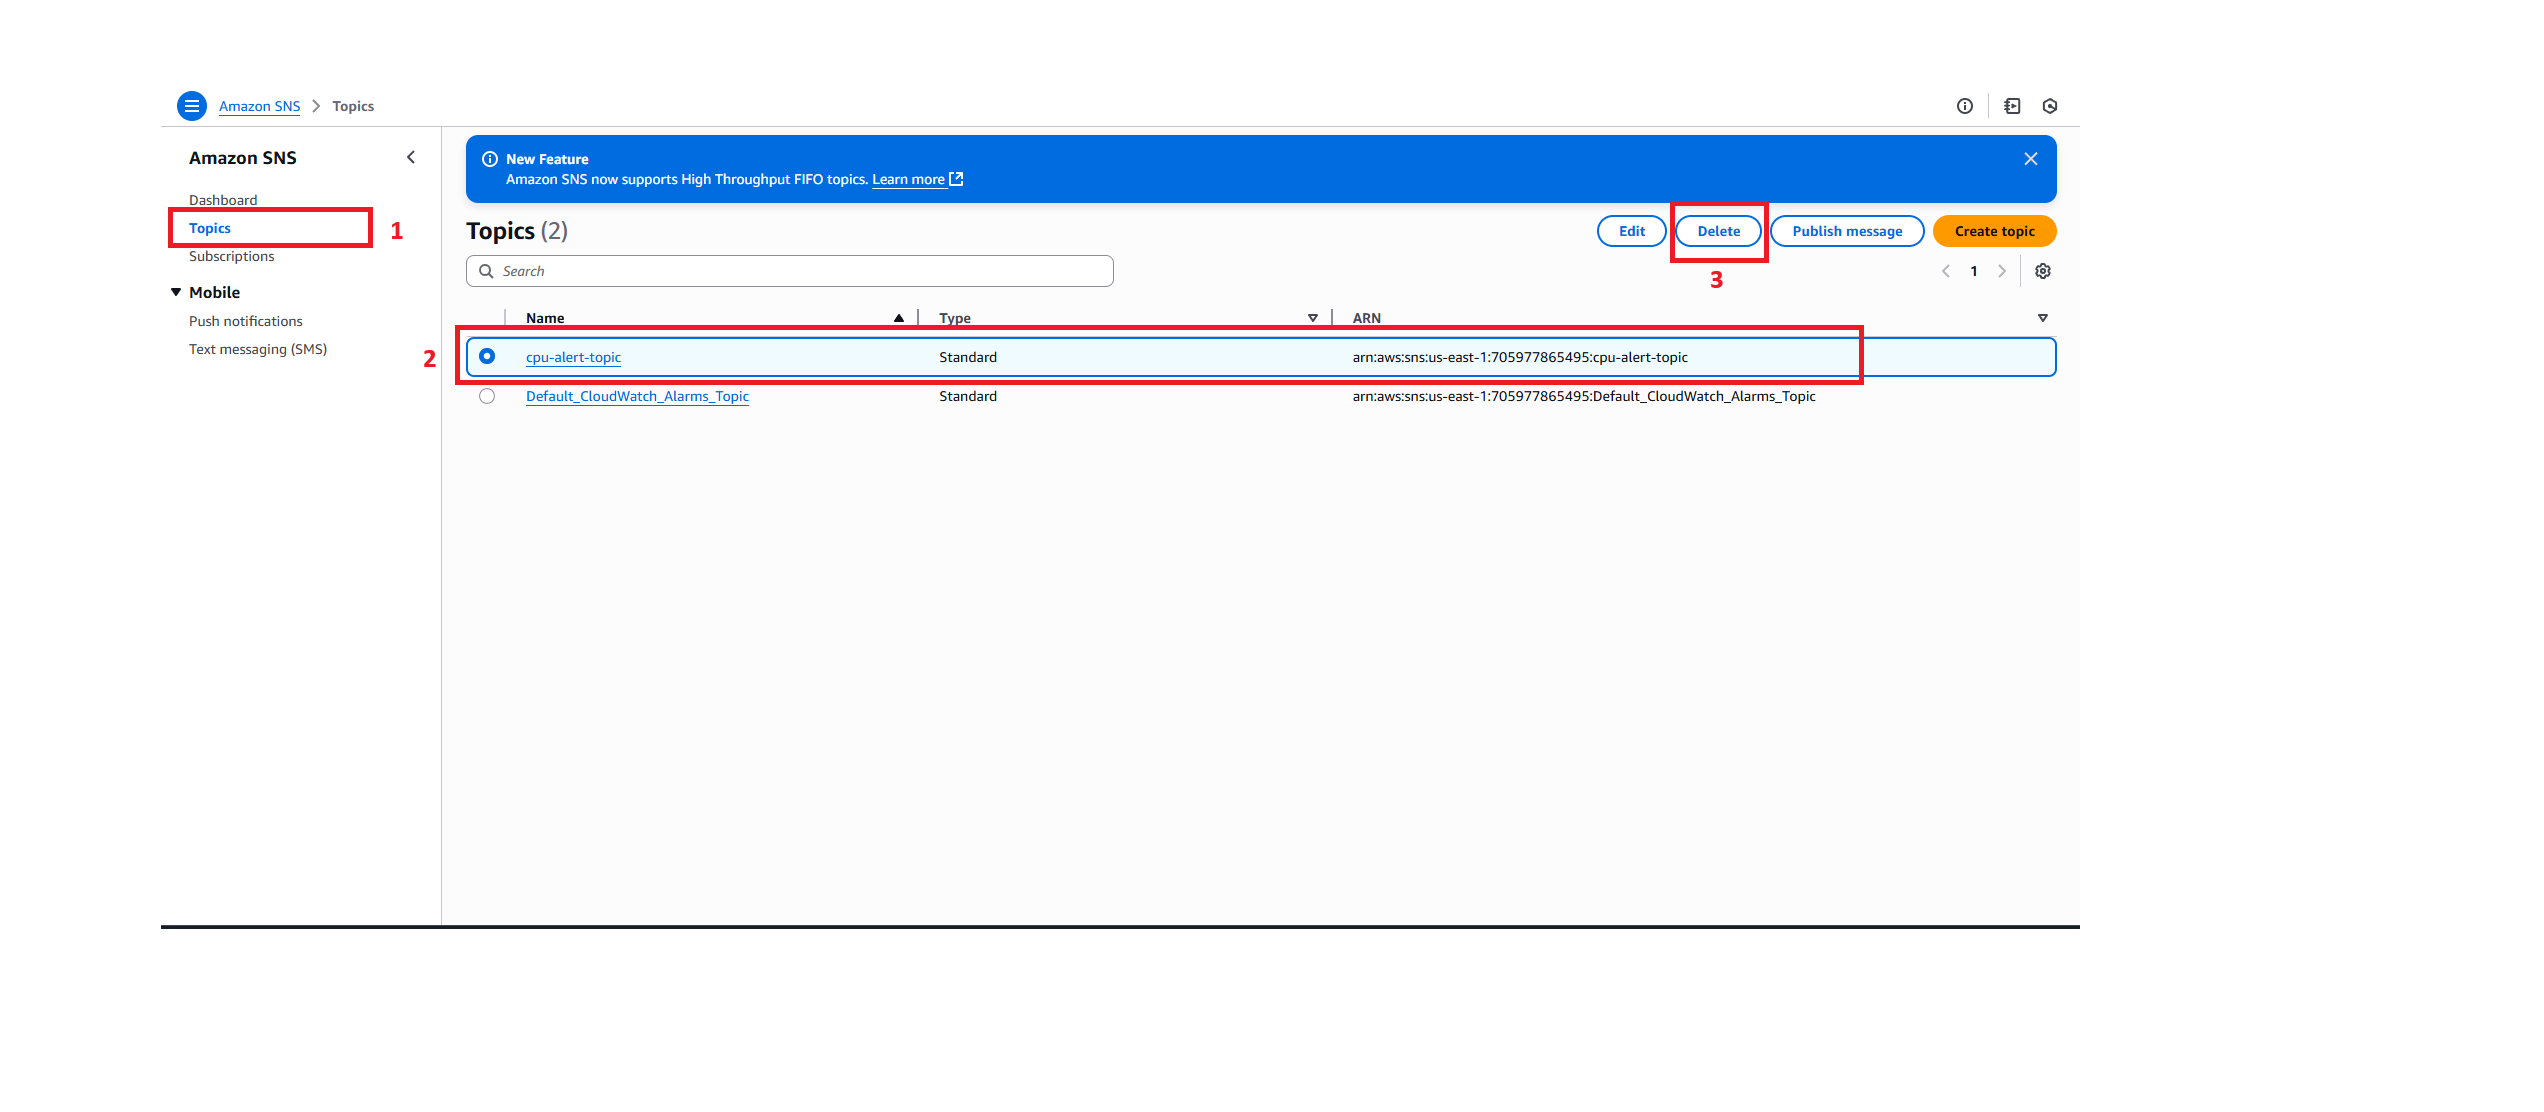 Amazon SNS > Topics
Amazon SNS
Dashboard
Topics
1
Subscriptions
Mobile
Push notifications
Text messaging (SMS)
New Feature
Amazon SNS now supports High Throughput FIFO topics. Learn more
Topics (2)
Edit
Delete
Publish message
Create topic
3
Search
1
Name
Type
ARN
2
cpu-alert-topic
Standard
arn:aws:sns:us-east-1:705977865495:cpu-alert-topic
Default_CloudWatch_Alarms_Topic
Standard
arn:aws:sns:us-east-1:705977865495:Default_CloudWatch_Alarms_Topic